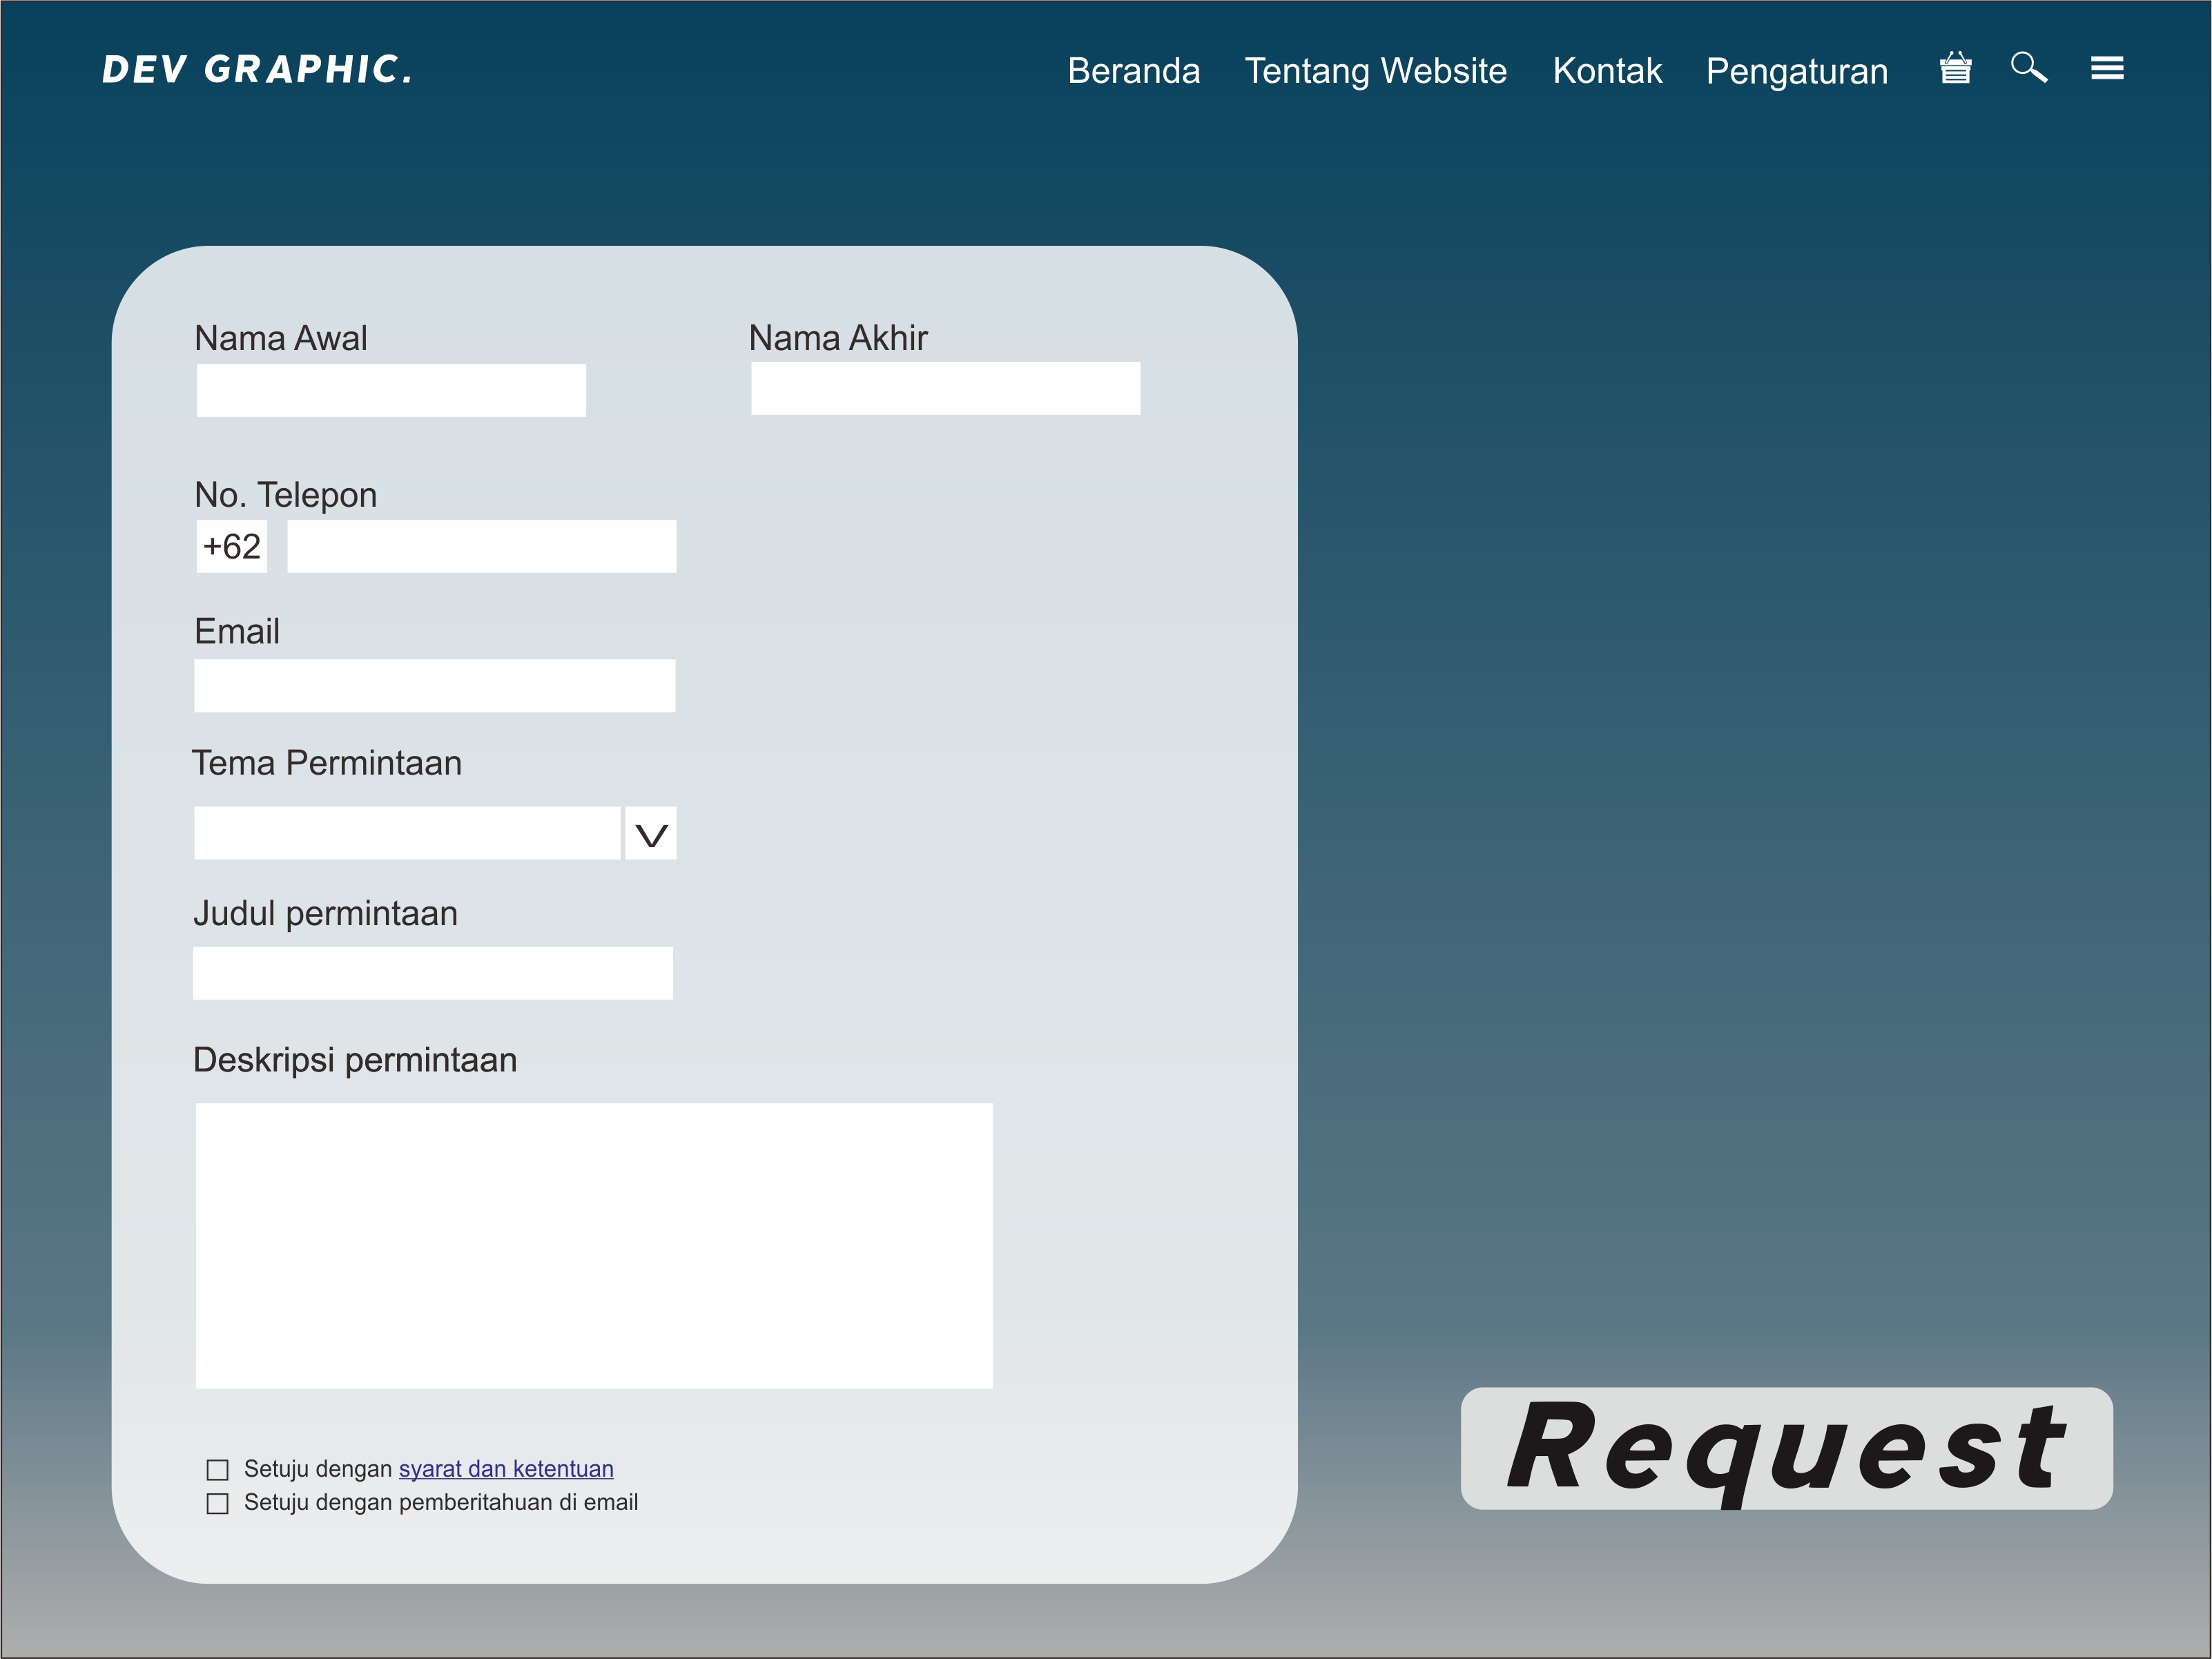 DEV GRAPHIC.
Beranda Tentang Website Kontak Pengaturan
Nama Awal Nama Akhir
No. Telepon
+62
Email
Tema Permintaan
Judul permintaan
Deskripsi permintaan
Setuju dengan syarat dan ketentuan
Setuju dengan pemberitahuan di email
Request